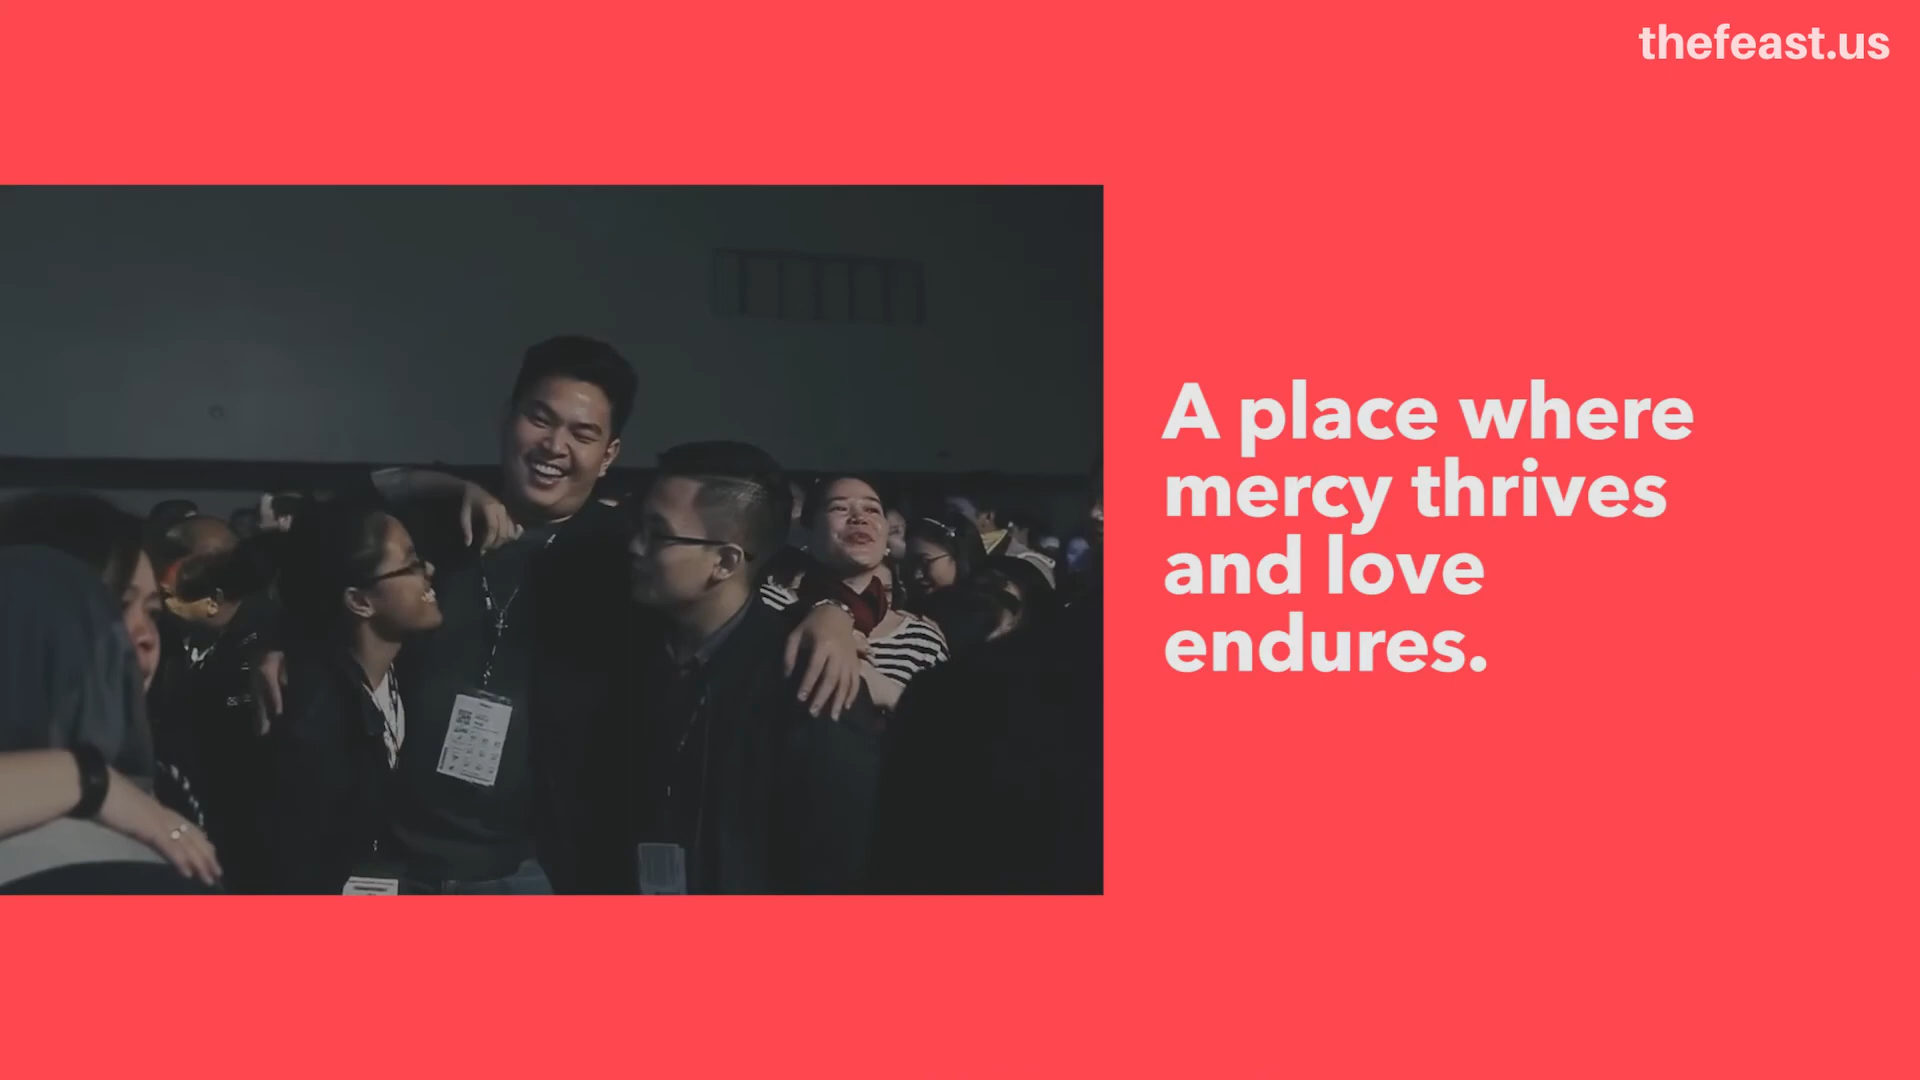 thefeast.us
A place where
mercy thrives
and love
endures.